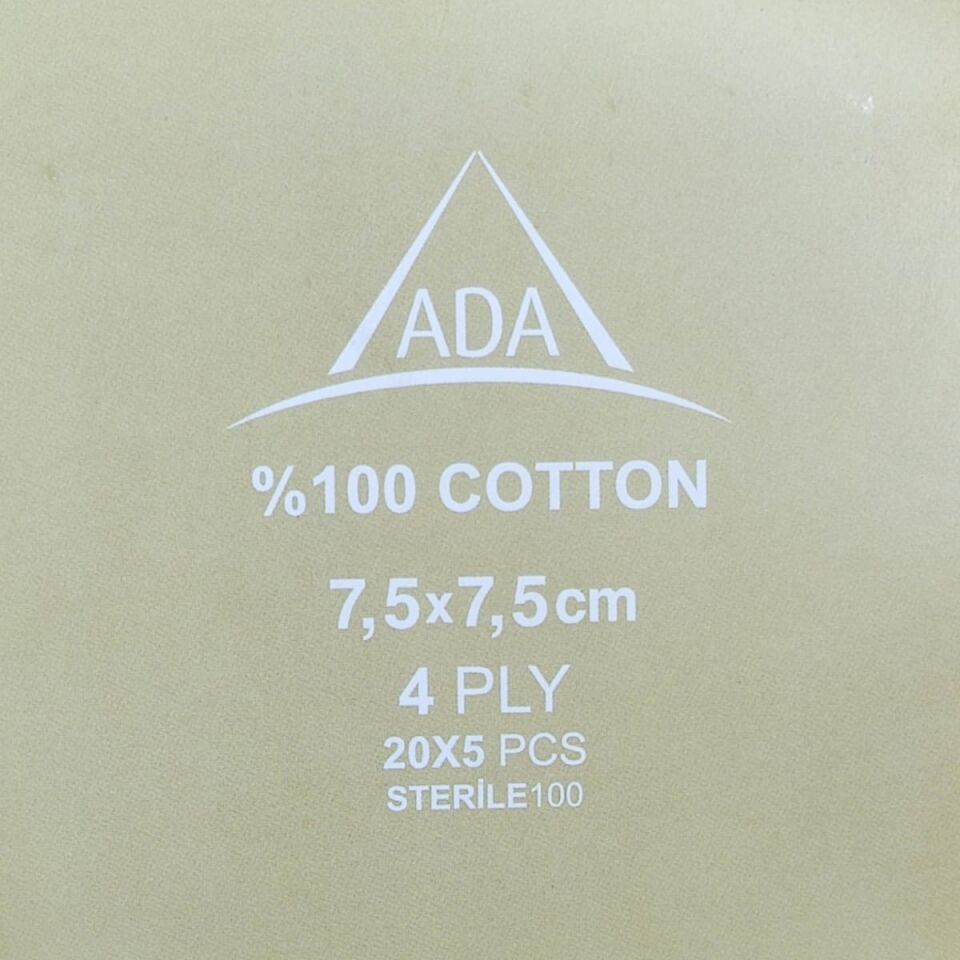 ADA
%100 COTTON
7,5x7,5cm
4 PLY
20X5 PCS
STERİLE100